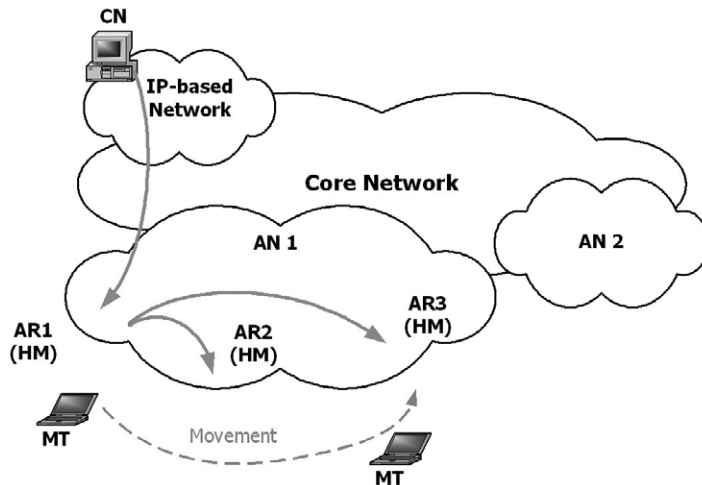 CN
IP-based
Network
Core Network
AN 1
AN 2
AR1
(HM)
AR2
(HM)
AR3
(HM)
MT
Movement
MT